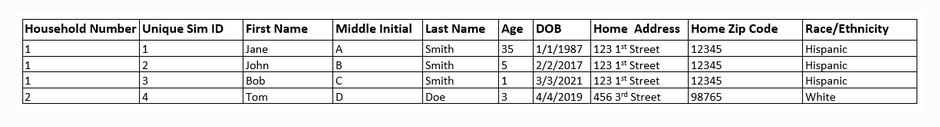 Household Number Unique Sim ID First Name Middle Initial Last Name Age DOB Home Address Home Zip Code Race/Ethnicity
1 1 Jane A Smith 35 1/1/1987 123 1st Street 12345 Hispanic
1 2 John B Smith 5 2/2/2017 123 1st Street 12345 Hispanic
1 3 Bob C Smith 1 3/3/2021 123 1st Street 12345 Hispanic
2 4 Tom D Doe 3 4/4/2019 456 3rd Street 98765 White